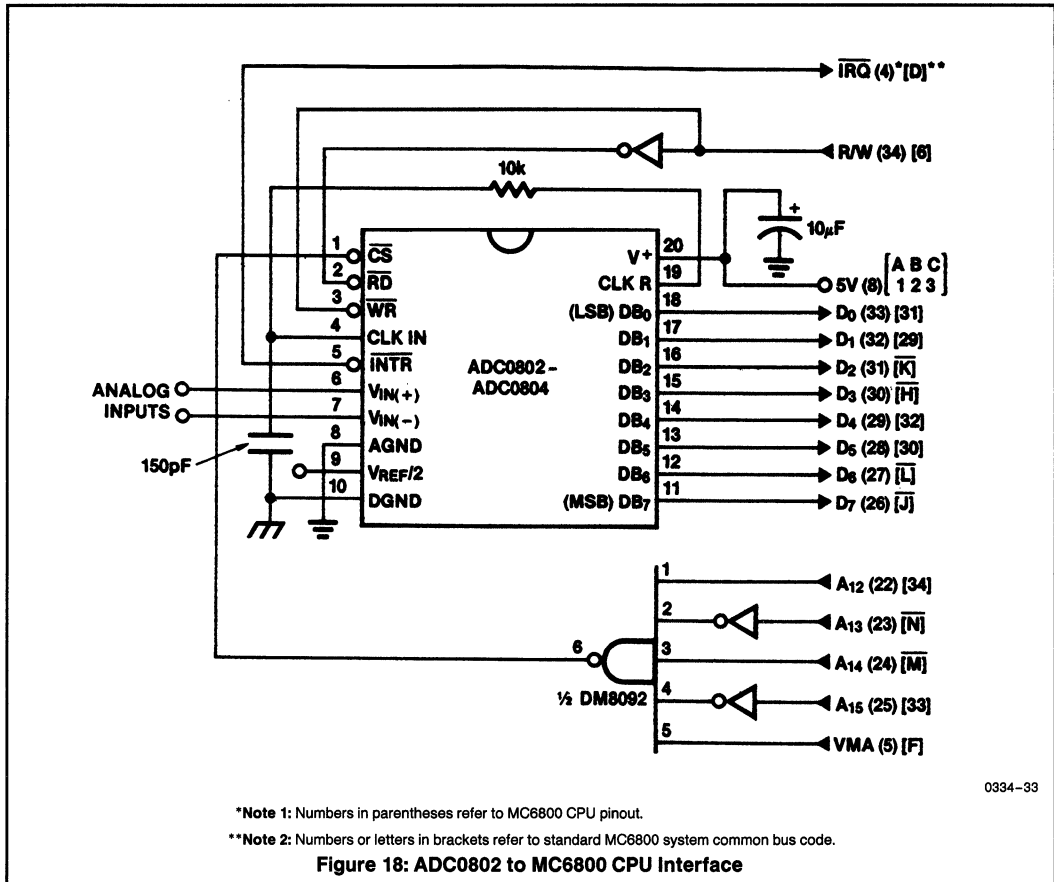 I̅R̅Q̅ (4)*[D]**
R/W (34) [6]
10k
10µF
1 C̅S̅
2 R̅D̅
3 W̅R̅
4 CLK IN
5 I̅N̅T̅R̅
6 VIN(+)
7 VIN(−)
8 AGND
9 VREF/2
10 DGND
ANALOG
INPUTS
150pF
ADC0802 –
ADC0804
V+ 20
CLK R 19
(LSB) DB0 18
DB1 17
DB2 16
DB3 15
DB4 14
DB5 13
DB6 12
(MSB) DB7 11
5V (8) [A B C
1 2 3]
D0 (33) [31]
D1 (32) [29]
D2 (31) [K̅]
D3 (30) [H̅]
D4 (29) [32]
D5 (28) [30]
D6 (27) [L̅]
D7 (26) [J̅]
1 A12 (22) [34]
2 A13 (23) [N̅]
3 A14 (24) [M̅]
4 A15 (25) [33]
5 VMA (5) [F]
6
½ DM8092
0334–33
*Note 1: Numbers in parentheses refer to MC6800 CPU pinout.
**Note 2: Numbers or letters in brackets refer to standard MC6800 system common bus code.
Figure 18: ADC0802 to MC6800 CPU Interface